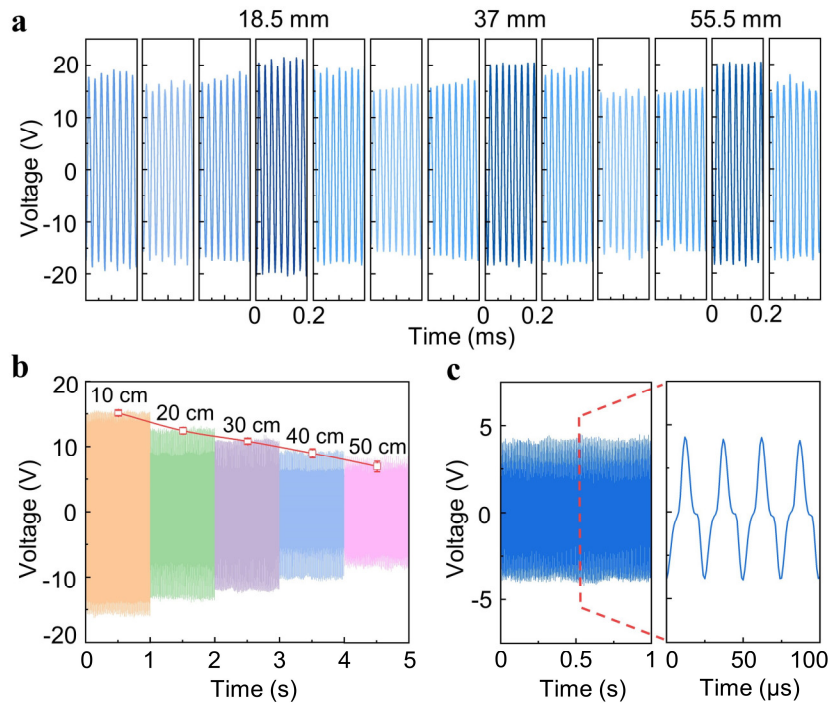 a
18.5 mm 37 mm 55.5 mm
20
10
0
-10
-20
Voltage (V)
0 0.2 0 0.2 0 0.2
Time (ms)
b
20
10
0
-10
-20
Voltage (V)
10 cm
20 cm
30 cm
40 cm
50 cm
0 1 2 3 4 5
Time (s)
c
5
0
-5
Voltage (V)
0 0.5 1
Time (s)
0 50 100
Time (μs)